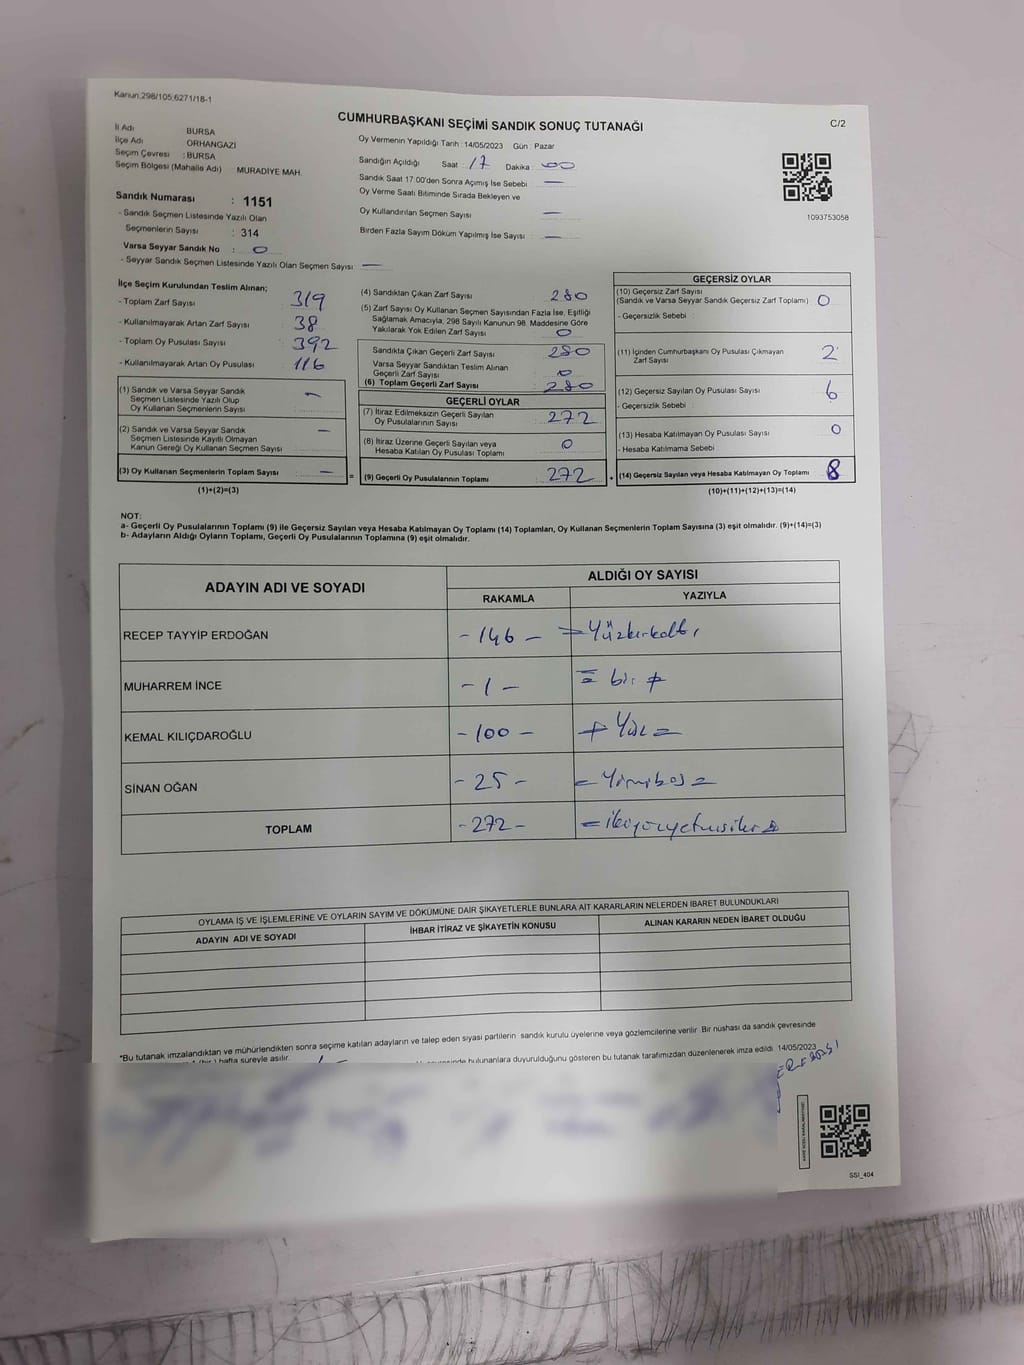 Kanun:298/105,6271/18-1
CUMHURBAŞKANI SEÇİMİ SANDIK SONUÇ TUTANAĞI
C/2
İl Adı BURSA
İlçe Adı ORHANGAZİ
Seçim Çevresi : BURSA
Seçim Bölgesi (Mahalle Adı) MURADİYE MAH.
Sandık Numarası : 1151
- Sandık Seçmen Listesinde Yazılı Olan
Seçmenlerin Sayısı : 314
Varsa Seyyar Sandık No : 0
- Seyyar Sandık Seçmen Listesinde Yazılı Olan Seçmen Sayısı —
Oy Vermenin Yapıldığı Tarih :14/05/2023 Gün : Pazar
Sandığın Açıldığı Saat 17 Dakika 00
Sandık Saat 17:00'den Sonra Açımış İse Sebebi —
Oy Verme Saati Bitiminde Sırada Bekleyen ve
Oy Kullandırılan Seçmen Sayısı —
Birden Fazla Sayım Döküm Yapılmış İse Sayısı —
1093753058
İlçe Seçim Kurulundan Teslim Alınan;
- Toplam Zarf Sayısı 319
- Kullanılmayarak Artan Zarf Sayısı 38
- Toplam Oy Pusulası Sayısı 392
- Kullanılmayarak Artan Oy Pusulası 116
(1) Sandık ve Varsa Seyyar Sandık
Seçmen Listesinde Yazılı Olup
Oy Kullanan Seçmenlerin Sayısı —
(2) Sandık ve Varsa Seyyar Sandık
Seçmen Listesinde Kayıtlı Olmayan
Kanun Gereği Oy Kullanan Seçmen Sayısı —
(3) Oy Kullanan Seçmenlerin Toplam Sayısı —
(1)+(2)=(3)
(4) Sandıktan Çıkan Zarf Sayısı 280
(5) Zarf Sayısı Oy Kullanan Seçmen Sayısından Fazla İse, Eşitliği
Sağlamak Amacıyla, 298 Sayılı Kanunun 98. Maddesine Göre
Yakılarak Yok Edilen Zarf Sayısı 0
Sandıkta Çıkan Geçerli Zarf Sayısı 280
Varsa Seyyar Sandıktan Teslim Alınan
Geçerli Zarf Sayısı 0
(6) Toplam Geçerli Zarf Sayısı 280
GEÇERLİ OYLAR
(7) İtiraz Edilmeksizin Geçerli Sayılan
Oy Pusulalarının Sayısı 272
(8) İtiraz Üzerine Geçerli Sayılan veya
Hesaba Katılan Oy Pusulası Toplamı 0
= (9) Geçerli Oy Pusulalarının Toplamı 272
GEÇERSİZ OYLAR
(10) Geçersiz Zarf Sayısı
(Sandık ve Varsa Seyyar Sandık Geçersiz Zarf Toplamı) 0
- Geçersizlik Sebebi :
(11) İçinden Cumhurbaşkanı Oy Pusulası Çıkmayan
Zarf Sayısı 2
(12) Geçersiz Sayılan Oy Pusulası Sayısı 6
- Geçersizlik Sebebi :
(13) Hesaba Katılmayan Oy Pusulası Sayısı 0
- Hesaba Katılmama Sebebi
+ (14) Geçersiz Sayılan veya Hesaba Katılmayan Oy Toplamı 8
(10)+(11)+(12)+(13)=(14)
NOT:
a- Geçerli Oy Pusulalarının Toplamı (9) ile Geçersiz Sayılan veya Hesaba Katılmayan Oy Toplamı (14) Toplamları, Oy Kullanan Seçmenlerin Toplam Sayısına (3) eşit olmalıdır. (9)+(14)=(3)
b- Adayların Aldığı Oyların Toplamı, Geçerli Oy Pusulalarının Toplamına (9) eşit olmalıdır.
ADAYIN ADI VE SOYADI
ALDIĞI OY SAYISI
RAKAMLA YAZIYLA
RECEP TAYYİP ERDOĞAN -146- = Yüzkırkaltı
MUHARREM İNCE -1- = bir
KEMAL KILIÇDAROĞLU -100- = Yüz =
SİNAN OĞAN -25- = Yirmibeş =
TOPLAM -272- = ikiyüzyetmişiki
OYLAMA İŞ VE İŞLEMLERİNE VE OYLARIN SAYIM VE DÖKÜMÜNE DAİR ŞİKAYETLERLE BUNLARA AİT KARARLARIN NELERDEN İBARET BULUNDUKLARI
ADAYIN ADI VE SOYADI İHBAR İTİRAZ VE ŞİKAYETİN KONUSU ALINAN KARARIN NEDEN İBARET OLDUĞU
*Bu tutanak imzalandıktan ve mühürlendikten sonra seçime katılan adayların ve talep eden siyasi partilerin sandık kurulu üyelerine veya gözlemcilerine verilir. Bir nüshası da sandık çevresinde
(bir) hafta süreyle asılır.
bulunanlara duyurulduğunu gösteren bu tutanak tarafımızdan düzenlenerek imza edildi. 14/05/2023
SSI_404